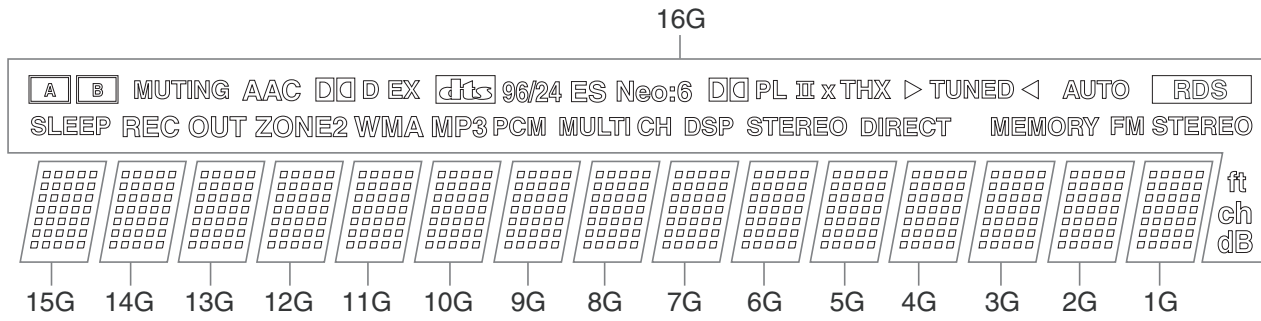 16G
A B MUTING AAC D EX dts 96/24 ES Neo:6 PL II x THX ▷ TUNED ◁ AUTO RDS
SLEEP REC OUT ZONE2 WMA MP3 PCM MULTI CH DSP STEREO DIRECT MEMORY FM STEREO
ft
ch
dB
15G 14G 13G 12G 11G 10G 9G 8G 7G 6G 5G 4G 3G 2G 1G